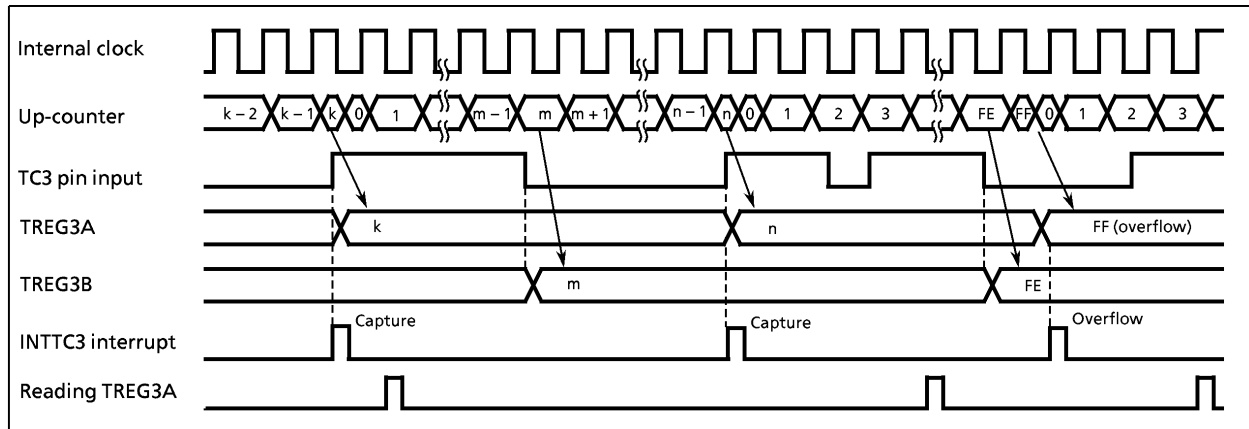 Internal clock
Up-counter k – 2 k – 1 k 0 1 m – 1 m m + 1 n – 1 n 0 1 2 3 FE FF 0 1 2 3
TC3 pin input
TREG3A k n FF (overflow)
TREG3B m FE
INTTC3 interrupt Capture Capture Overflow
Reading TREG3A